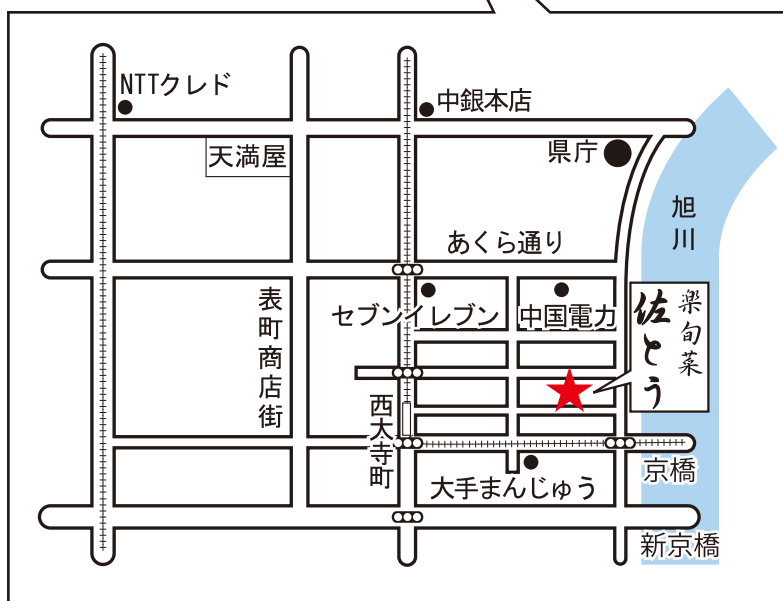 NTTクレド
中銀本店
天満屋
県庁
旭川
あくら通り
セブンイレブン
中国電力
表町商店街
楽旬菜
佐とう
西大寺町
京橋
大手まんじゅう
新京橋